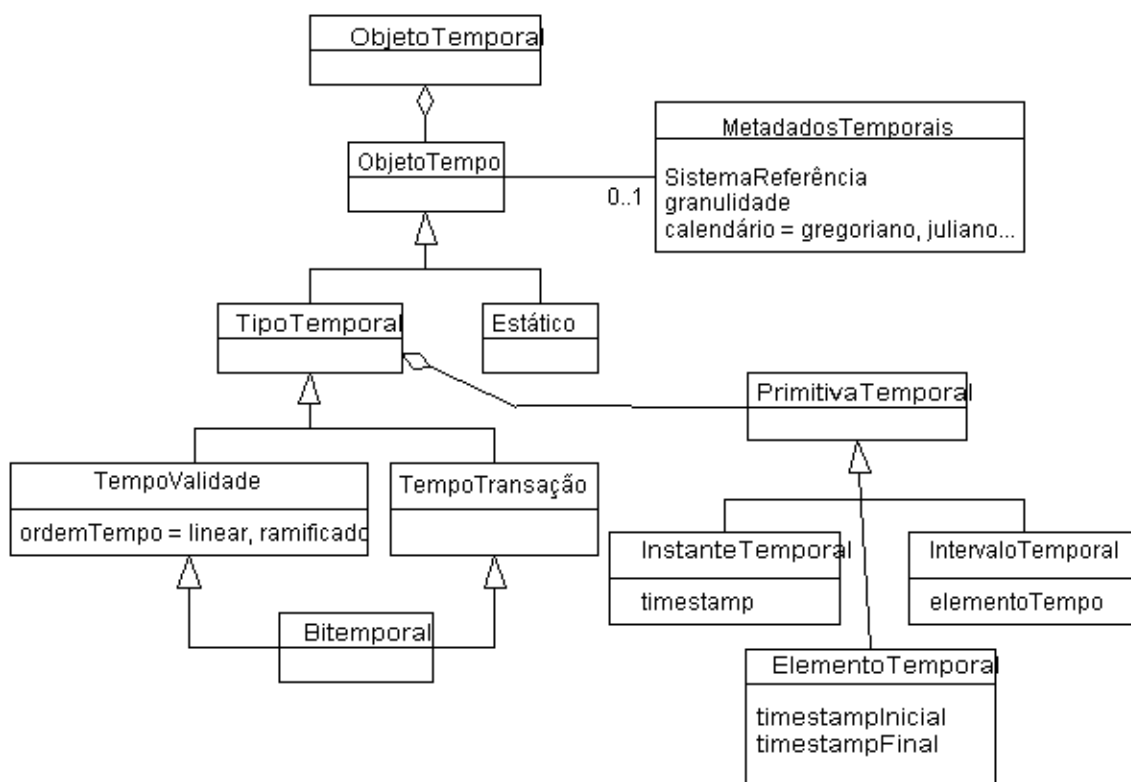 ObjetoTemporal
ObjetoTempo
MetadadosTemporais
SistemaReferência
granulidade
calendário = gregoriano, juliano...
0..1
TipoTemporal
Estático
PrimitivaTemporal
TempoValidade
ordemTempo = linear, ramificado
TempoTransação
InstanteTemporal
timestamp
IntervaloTemporal
elementoTempo
Bitemporal
ElementoTemporal
timestampInicial
timestampFinal